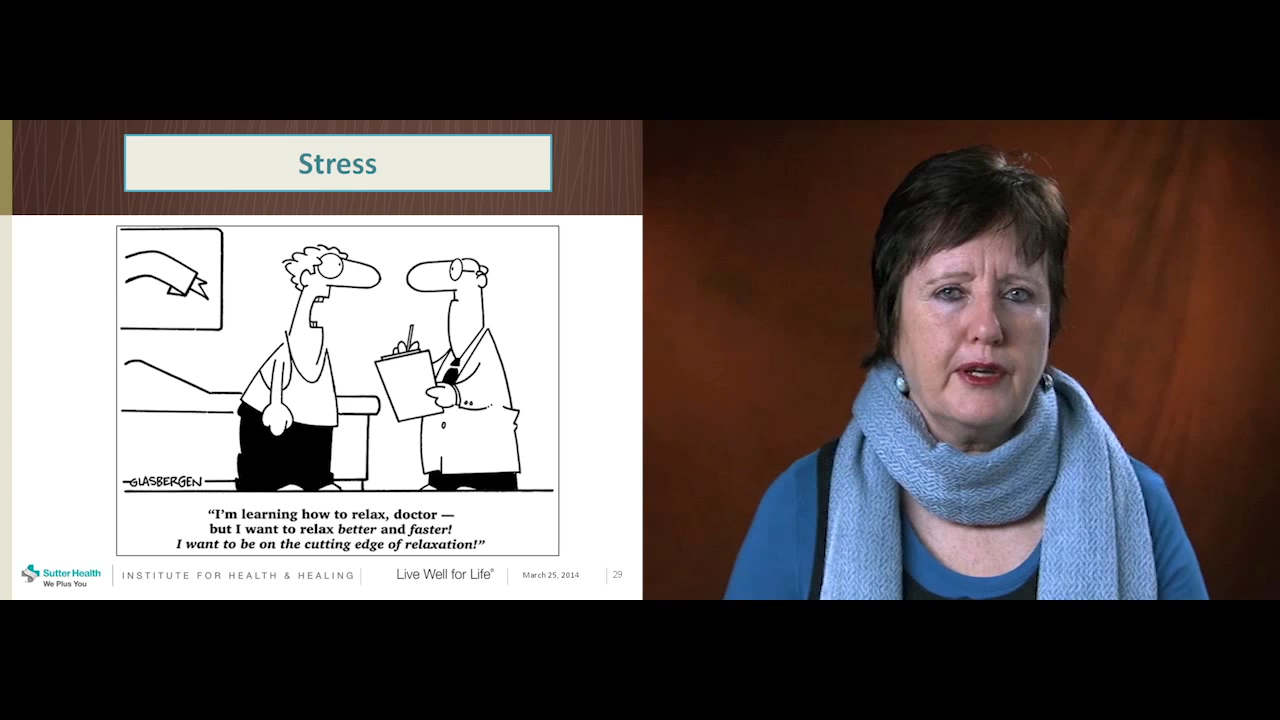 Stress
GLASBERGEN
“I’m learning how to relax, doctor —
but I want to relax better and faster!
I want to be on the cutting edge of relaxation!”
Sutter Health
We Plus You
INSTITUTE FOR HEALTH & HEALING
Live Well for Life®
March 25, 2014
29